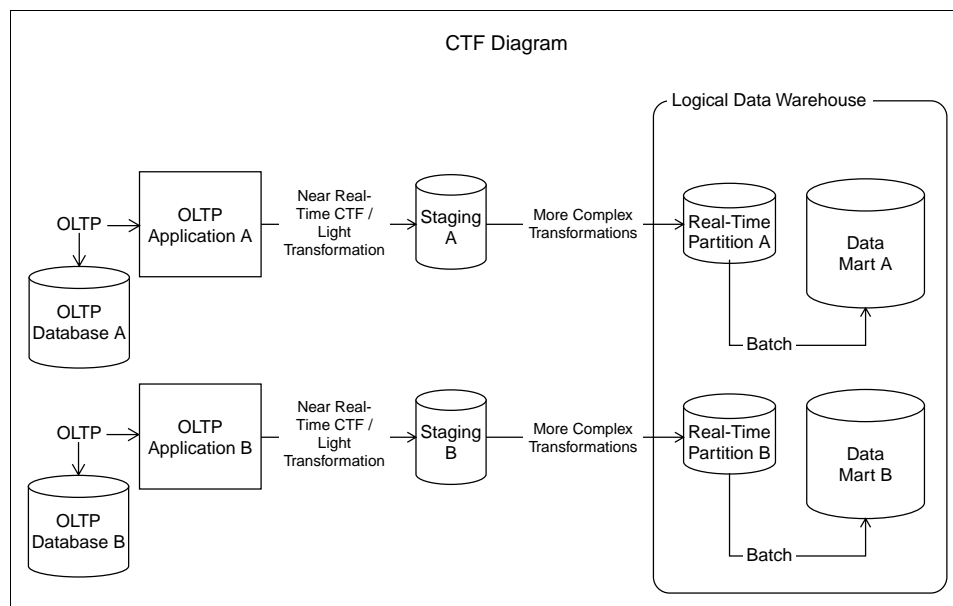 CTF Diagram
Logical Data Warehouse
OLTP
OLTP
Application A
Near Real-
Time CTF /
Light
Transformation
Staging
A
More Complex
Transformations
Real-Time
Partition A
Data
Mart A
OLTP
Database A
Batch
OLTP
OLTP
Application B
Near Real-
Time CTF /
Light
Transformation
Staging
B
More Complex
Transformations
Real-Time
Partition B
Data
Mart B
OLTP
Database B
Batch